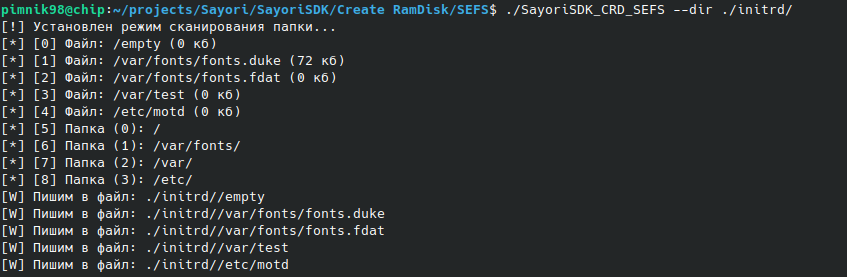 pimnik98@chip:~/projects/Sayori/SayoriSDK/Create RamDisk/SEFS$ ./SayoriSDK_CRD_SEFS --dir ./initrd/
[!] Установлен режим сканирования папки...
[*] [0] Файл: /empty (0 кб)
[*] [1] Файл: /var/fonts/fonts.duke (72 кб)
[*] [2] Файл: /var/fonts/fonts.fdat (0 кб)
[*] [3] Файл: /var/test (0 кб)
[*] [4] Файл: /etc/motd (0 кб)
[*] [5] Папка (0): /
[*] [6] Папка (1): /var/fonts/
[*] [7] Папка (2): /var/
[*] [8] Папка (3): /etc/
[W] Пишим в файл: ./initrd//empty
[W] Пишим в файл: ./initrd//var/fonts/fonts.duke
[W] Пишим в файл: ./initrd//var/fonts/fonts.fdat
[W] Пишим в файл: ./initrd//var/test
[W] Пишим в файл: ./initrd//etc/motd